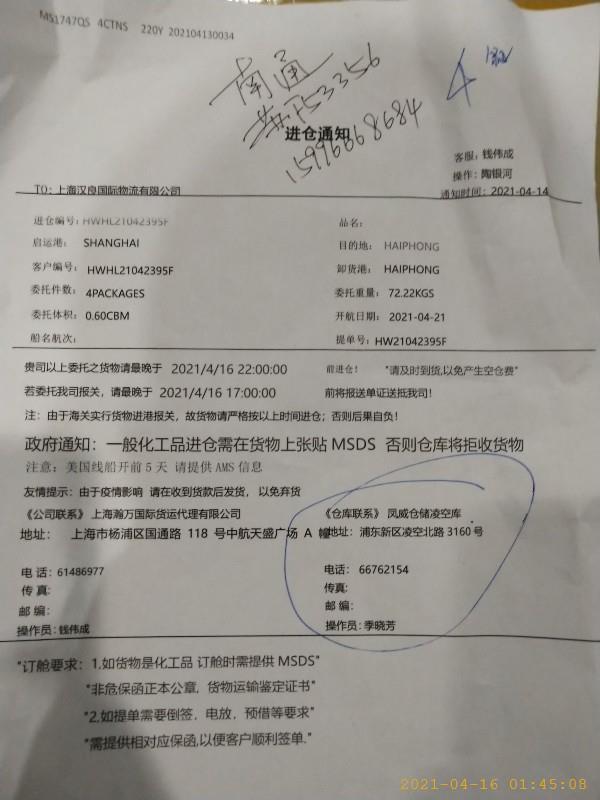 MS1747QS 4CTNS 220Y 202104130034
南通
53356
15996668684
4
进仓通知
客服：钱伟成
操作：陶银河
TO：上海汉良国际物流有限公司
通知时间：2021-04-14
进仓编号：HWHL21042395F
品名：
启运港： SHANGHAI
目的地： HAIPHONG
客户编号： HWHL21042395F
卸货港： HAIPHONG
委托件数： 4PACKAGES
委托重量： 72.22KGS
委托体积： 0.60CBM
开航日期： 2021-04-21
船名航次：
提单号：HW21042395F
贵司以上委托之货物请最晚于 2021/4/16 22:00:00 前进仓！ "请及时到货,以免产生空仓费"
若委托我司报关，请最晚于 2021/4/16 17:00:00 前将报送单证送抵我司！
注：由于海关实行货物进港报关，故货物请严格按以上时间进仓；否则后果自负！
政府通知：一般化工品进仓需在货物上张贴 MSDS 否则仓库将拒收货物
注意：美国线船开前 5 天 请提供 AMS 信息
友情提示：由于疫情影响 请在收到货款后发货， 以免弃货
《公司联系》上海瀚万国际货运代理有限公司
《仓库联系》 凤威仓储凌空库
地址： 上海市杨浦区国通路 118 号中航天盛广场 A 幢
地址： 浦东新区凌空北路 3160 号
电 话：61486977
电话： 66762154
传 真：
传真:
邮 编：
邮 编：
操作员:钱伟成
操作员:季晓芳
"订舱要求：1.如货物是化工品 订舱时需提供 MSDS"
"非危保函正本公章，货物运输鉴定证书"
"2.如提单需要倒签，电放，预借等要求"
"需提供相对应保函,以便客户顺利签单."
2021-04-16 01:45:08